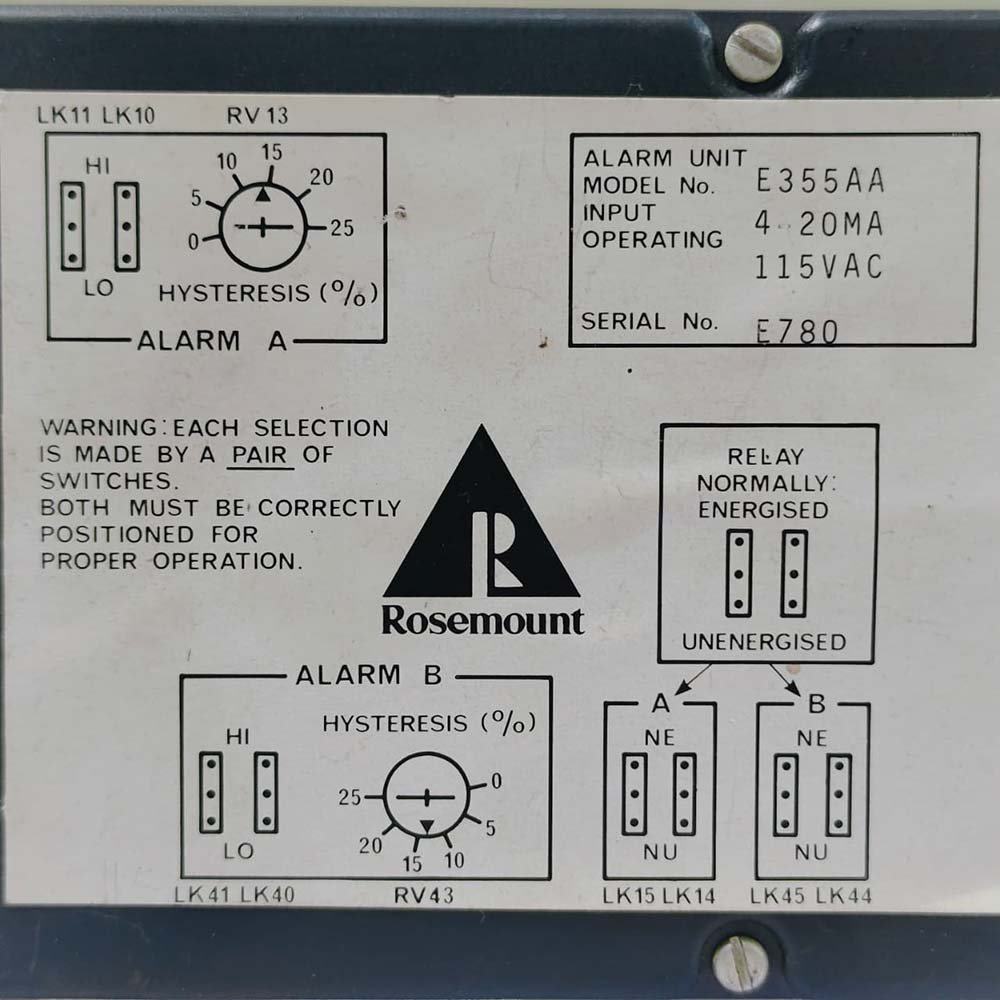 LK11 LK10 RV13
HI
10 15 20
5
0 25
LO HYSTERESIS (%)
ALARM A
ALARM UNIT
MODEL No. E355AA
INPUT 4-20MA
OPERATING 115VAC
SERIAL No. E780
WARNING: EACH SELECTION
IS MADE BY A PAIR OF
SWITCHES.
BOTH MUST BE CORRECTLY
POSITIONED FOR
PROPER OPERATION.
R
Rosemount
RELAY
NORMALLY:
ENERGISED
UNENERGISED
ALARM B
HYSTERESIS (%)
HI
0
25
5
20 15 10
LO
LK41 LK40 RV43
A B
NE NE
NU NU
LK15 LK14 LK45 LK44